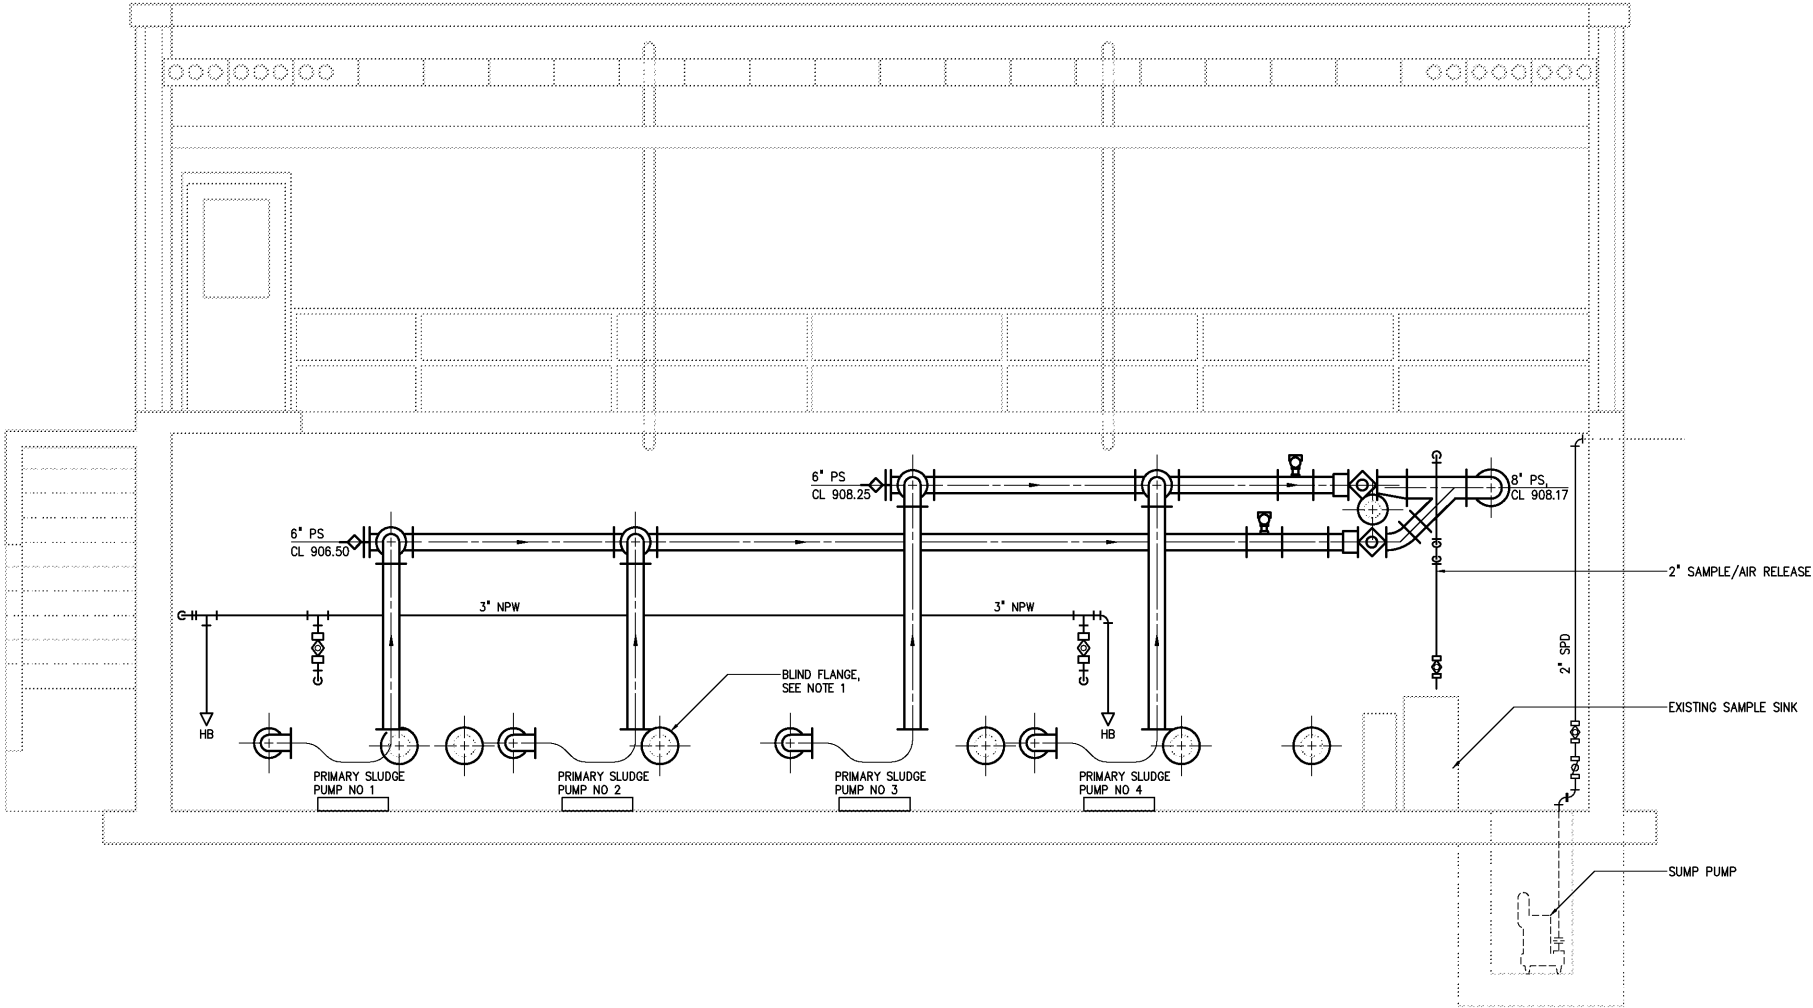 6" PS
CL 908.25
8" PS,
CL 908.17
6" PS
CL 906.50
2" SAMPLE/AIR RELEASE
3" NPW
3" NPW
2" SPD
BLIND FLANGE,
SEE NOTE 1
EXISTING SAMPLE SINK
HB
HB
PRIMARY SLUDGE
PUMP NO 1
PRIMARY SLUDGE
PUMP NO 2
PRIMARY SLUDGE
PUMP NO 3
PRIMARY SLUDGE
PUMP NO 4
SUMP PUMP